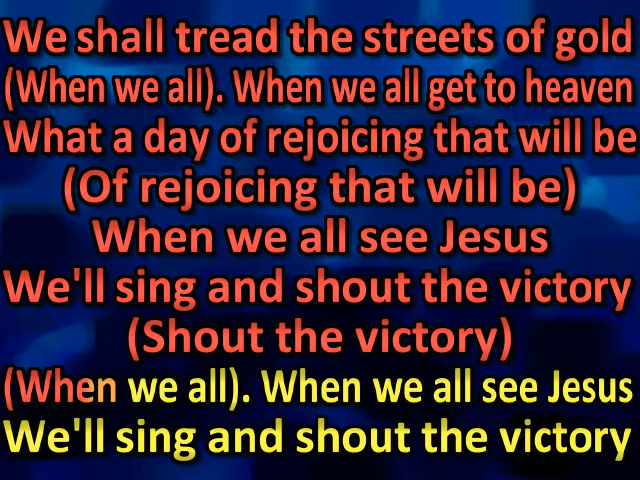 We shall tread the streets of gold
(When we all). When we all get to heaven
What a day of rejoicing that will be
(Of rejoicing that will be)
When we all see Jesus
We'll sing and shout the victory
(Shout the victory)
(When we all). When we all see Jesus
We'll sing and shout the victory